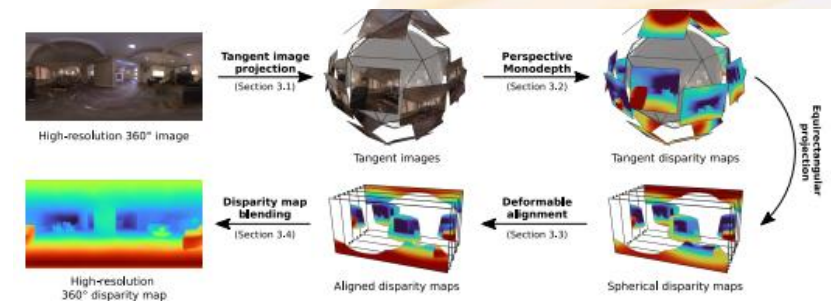 Tangent image
projection
(Section 3.1)
Perspective
Monodepth
(Section 3.2)
High-resolution 360° image
Tangent images
Tangent disparity maps
Equirectangular
projection
Disparity map
blending
(Section 3.4)
Deformable
alignment
(Section 3.3)
High-resolution
360° disparity map
Aligned disparity maps
Spherical disparity maps